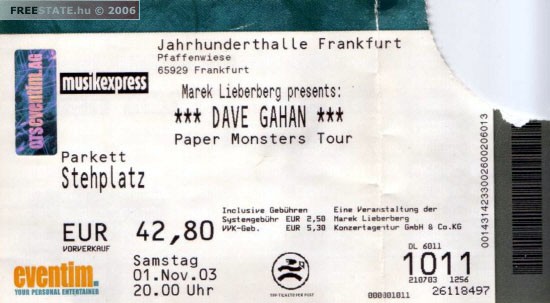 FREESTATE.hu © 2006
Jahrhunderthalle Frankfurt
Pfaffenwiese
65929 Frankfurt
CTS eventim AG
musikexpress
Marek Lieberberg presents:
*** DAVE GAHAN ***
Paper Monsters Tour
Parkett
Stehplatz
EUR 42,80
VORVERKAUF
Inclusive Gebühren
Systemgebühr EUR 2,50
VVK-Geb. EUR 5,30
Eine Veranstaltung der
Marek Lieberberg
Konzertagentur GmbH & Co.KG
eventim.
YOUR PERSONAL ENTERTAINER
Samstag
01.Nov.03
20.00 Uhr
DL 6011
1011
210703 1256
000001011
26118497
0014314233002600206013